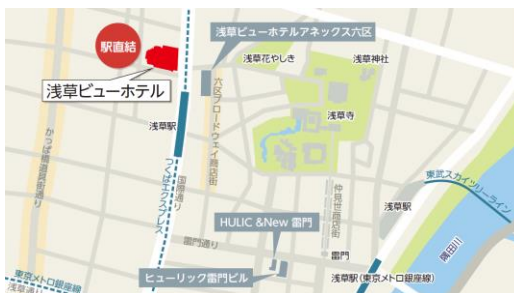 浅草ビューホテルアネックス六区
駅直結
浅草花やしき
浅草神社
浅草ビューホテル
六区ブロードウェイ商店街
浅草寺
浅草駅
かっぱ橋道具街通り
国際通り
つくばエクスプレス
東武スカイツリーライン
仲見世商店街
浅草駅
HULIC &New 雷門
雷門通り
雷門
隅田川
ヒューリック雷門ビル
東京メトロ銀座線
浅草駅(東京メトロ銀座線)
浅草通り